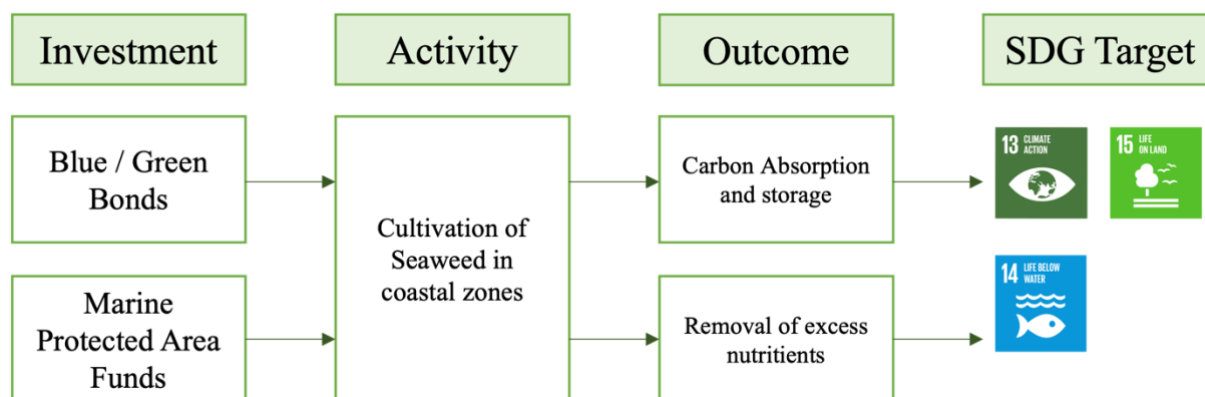 Investment
Activity
Outcome
SDG Target
Blue / Green
Bonds
Cultivation of
Seaweed in
coastal zones
Carbon Absorption
and storage
13 CLIMATE
ACTION
15 LIFE
ON LAND
Marine
Protected Area
Funds
Removal of excess
nutritients
14 LIFE BELOW
WATER